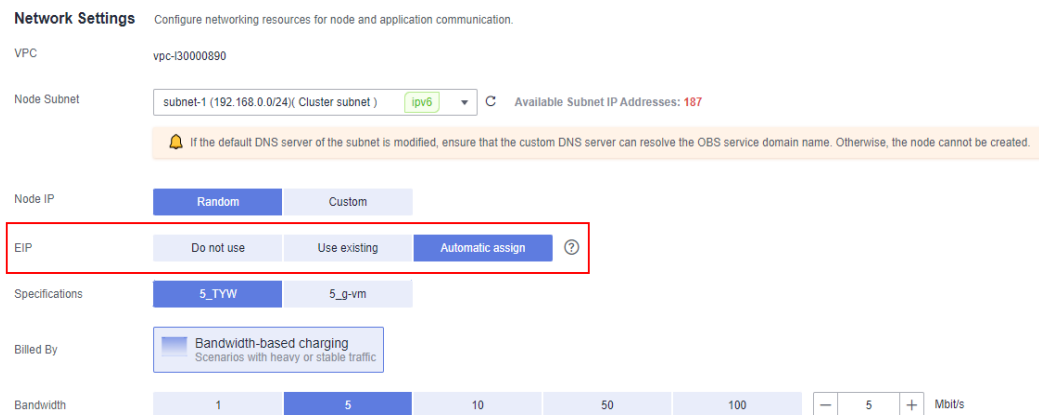 Network Settings Configure networking resources for node and application communication.
VPC vpc-l30000890
Node Subnet subnet-1 (192.168.0.0/24)( Cluster subnet ) ipv6 Available Subnet IP Addresses: 187
If the default DNS server of the subnet is modified, ensure that the custom DNS server can resolve the OBS service domain name. Otherwise, the node cannot be created.
Node IP Random Custom
EIP Do not use Use existing Automatic assign ?
Specifications 5_TYW 5_g-vm
Billed By Bandwidth-based charging
Scenarios with heavy or stable traffic
Bandwidth 1 5 10 50 100 − 5 + Mbit/s